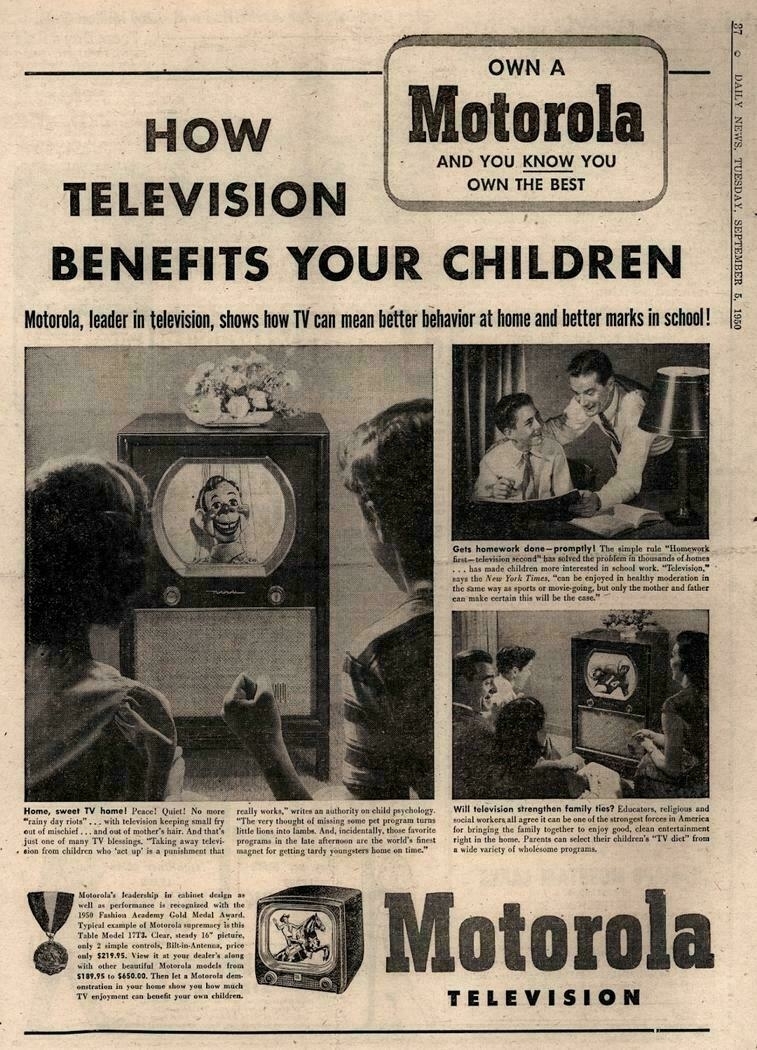 37 © DAILY NEWS, TUESDAY, SEPTEMBER 5, 1950
OWN A
Motorola
AND YOU KNOW YOU
OWN THE BEST
HOW
TELEVISION
BENEFITS YOUR CHILDREN
Motorola, leader in television, shows how TV can mean better behavior at home and better marks in school!
Gets homework done—promptly! The simple rule "Homework
first—television second" has solved the problem in thousands of homes
. . . has made children more interested in school work. "Television,"
says the New York Times, "can be enjoyed in healthy moderation in
the same way as sports or movie-going, but only the mother and father
can make certain this will be the case."
Home, sweet TV home! Peace! Quiet! No more
"rainy day riots" . . . with television keeping small fry
out of mischief . . . and out of mother's hair. And that's
just one of many TV blessings. "Taking away televi-
sion from children who 'act up' is a punishment that
really works," writes an authority on child psychology.
"The very thought of missing some pet program turns
little lions into lambs. And, incidentally, those favorite
programs in the late afternoon are the world's finest
magnet for getting tardy youngsters home on time."
Will television strengthen family ties? Educators, religious and
social workers, all agree it can be one of the strongest forces in America
for bringing the family together to enjoy good, clean entertainment
right in the home. Parents can select their children's "TV diet" from
a wide variety of wholesome programs.
Motorola's leadership in cabinet design as
well as performance is recognized with the
1950 Fashion Academy Gold Medal Award.
Typical example of Motorola supremacy is this
Table Model 17T3. Clear, steady 16" picture,
only 2 simple controls, Bilt-in-Antenna, price
only $219.95. View it at your dealer's along
with other beautiful Motorola models from
$189.95 to $650.00. Then let a Motorola dem-
onstration in your home show you how much
TV enjoyment can benefit your own children.
Motorola
TELEVISION